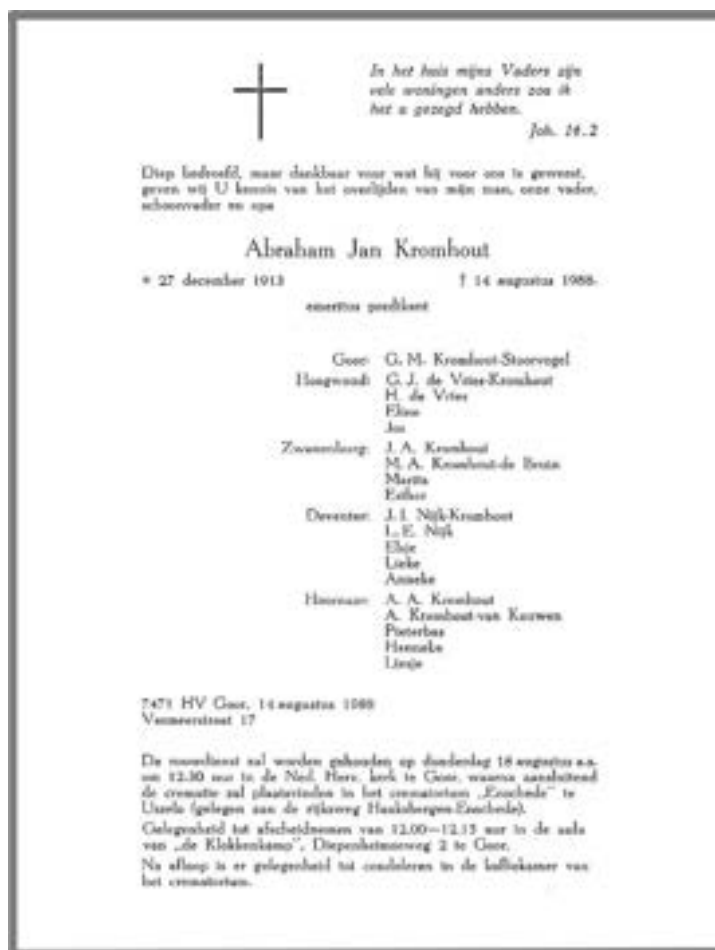 In het huis mijns Vaders zijn
vele woningen anders zou ik
het u gezegd hebben.
Joh. 14.2
Diep bedroefd, maar dankbaar voor wat hij voor ons is geweest,
geven wij U kennis van het overlijden van mijn man, onze vader,
schoonvader en opa
Abraham Jan Kromhout
* 27 december 1913 † 14 augustus 1988.
emeritus predikant
Goor: G. M. Kromhout-Stoorvogel
Hoogwoud: G. J. de Vries-Kromhout
H. de Vries
Eline
Jos
Zwanenburg: J. A. Kromhout
M. A. Kromhout-de Bruin
Marita
Esther
Deventer: J. I. Nijk-Kromhout
L. E. Nijk
Elsje
Lieke
Anneke
A. A. Kromhout
A. Kromhout-van
Pieterbas
Hanneke
Liesje
7471 HV Goor, 14 augustus 1988
Vermeerstraat 17
De rouwdienst zal worden gehouden op donderdag 18 augustus a.s.
om 12.30 uur in de Ned. Herv. kerk te Goor, waarna aansluitend
de crematie zal plaatsvinden in het crematorium „Enschede" te
Usselo (gelegen aan de rijksweg Haaksbergen-Enschede).
Gelegenheid tot afscheidnemen van 12.00—12.15 uur in de aula
van „de Klokkenkamp", Diepenheimseweg 2 te Goor.
Na afloop is er gelegenheid tot condoleren in de koffiekamer van
het crematorium.